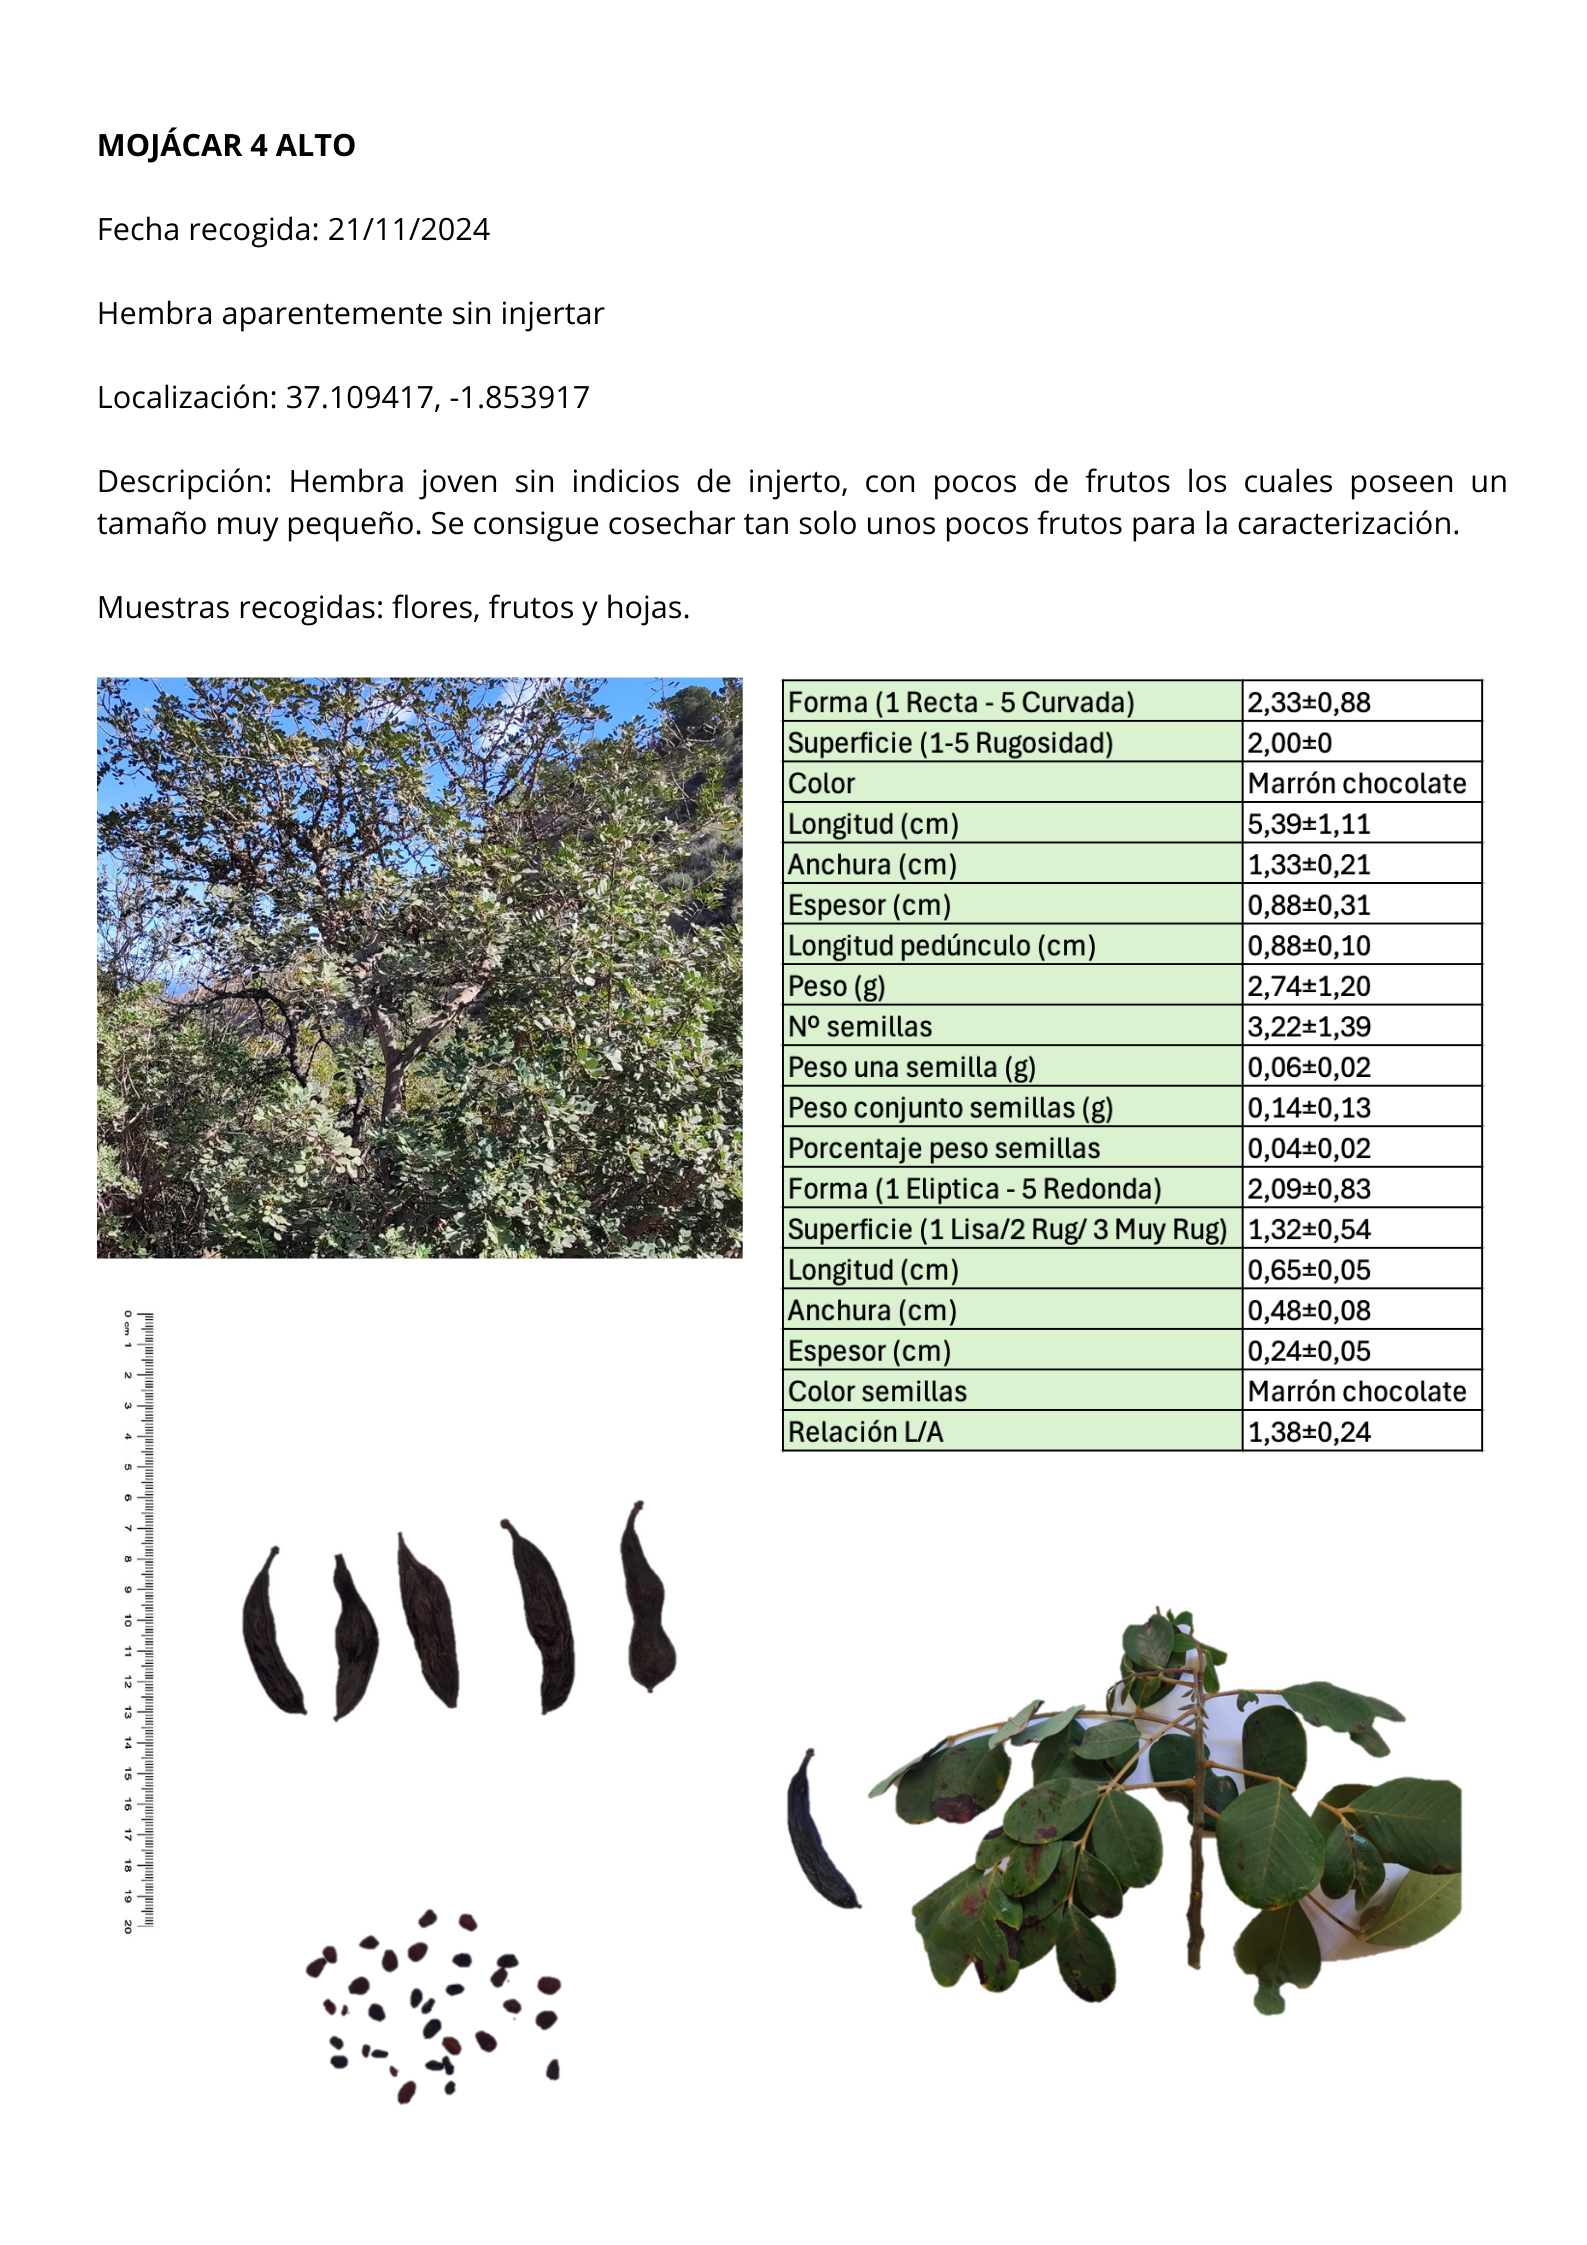 MOJÁCAR 4 ALTO
Fecha recogida: 21/11/2024
Hembra aparentemente sin injertar
Localización: 37.109417, -1.853917
Descripción: Hembra joven sin indicios de injerto, con pocos de frutos los cuales poseen un
tamaño muy pequeño. Se consigue cosechar tan solo unos pocos frutos para la caracterización.
Muestras recogidas: flores, frutos y hojas.
Forma (1 Recta - 5 Curvada) 2,33±0,88
Superficie (1-5 Rugosidad) 2,00±0
Color Marrón chocolate
Longitud (cm) 5,39±1,11
Anchura (cm) 1,33±0,21
Espesor (cm) 0,88±0,31
Longitud pedúnculo (cm) 0,88±0,10
Peso (g) 2,74±1,20
Nº semillas 3,22±1,39
Peso una semilla (g) 0,06±0,02
Peso conjunto semillas (g) 0,14±0,13
Porcentaje peso semillas 0,04±0,02
Forma (1 Eliptica - 5 Redonda) 2,09±0,83
Superficie (1 Lisa/2 Rug/ 3 Muy Rug) 1,32±0,54
Longitud (cm) 0,65±0,05
Anchura (cm) 0,48±0,08
Espesor (cm) 0,24±0,05
Color semillas Marrón chocolate
Relación L/A 1,38±0,24
0 cm 1 2 3 4 5 6 7 8 9 10 11 12 13 14 15 16 17 18 19 20